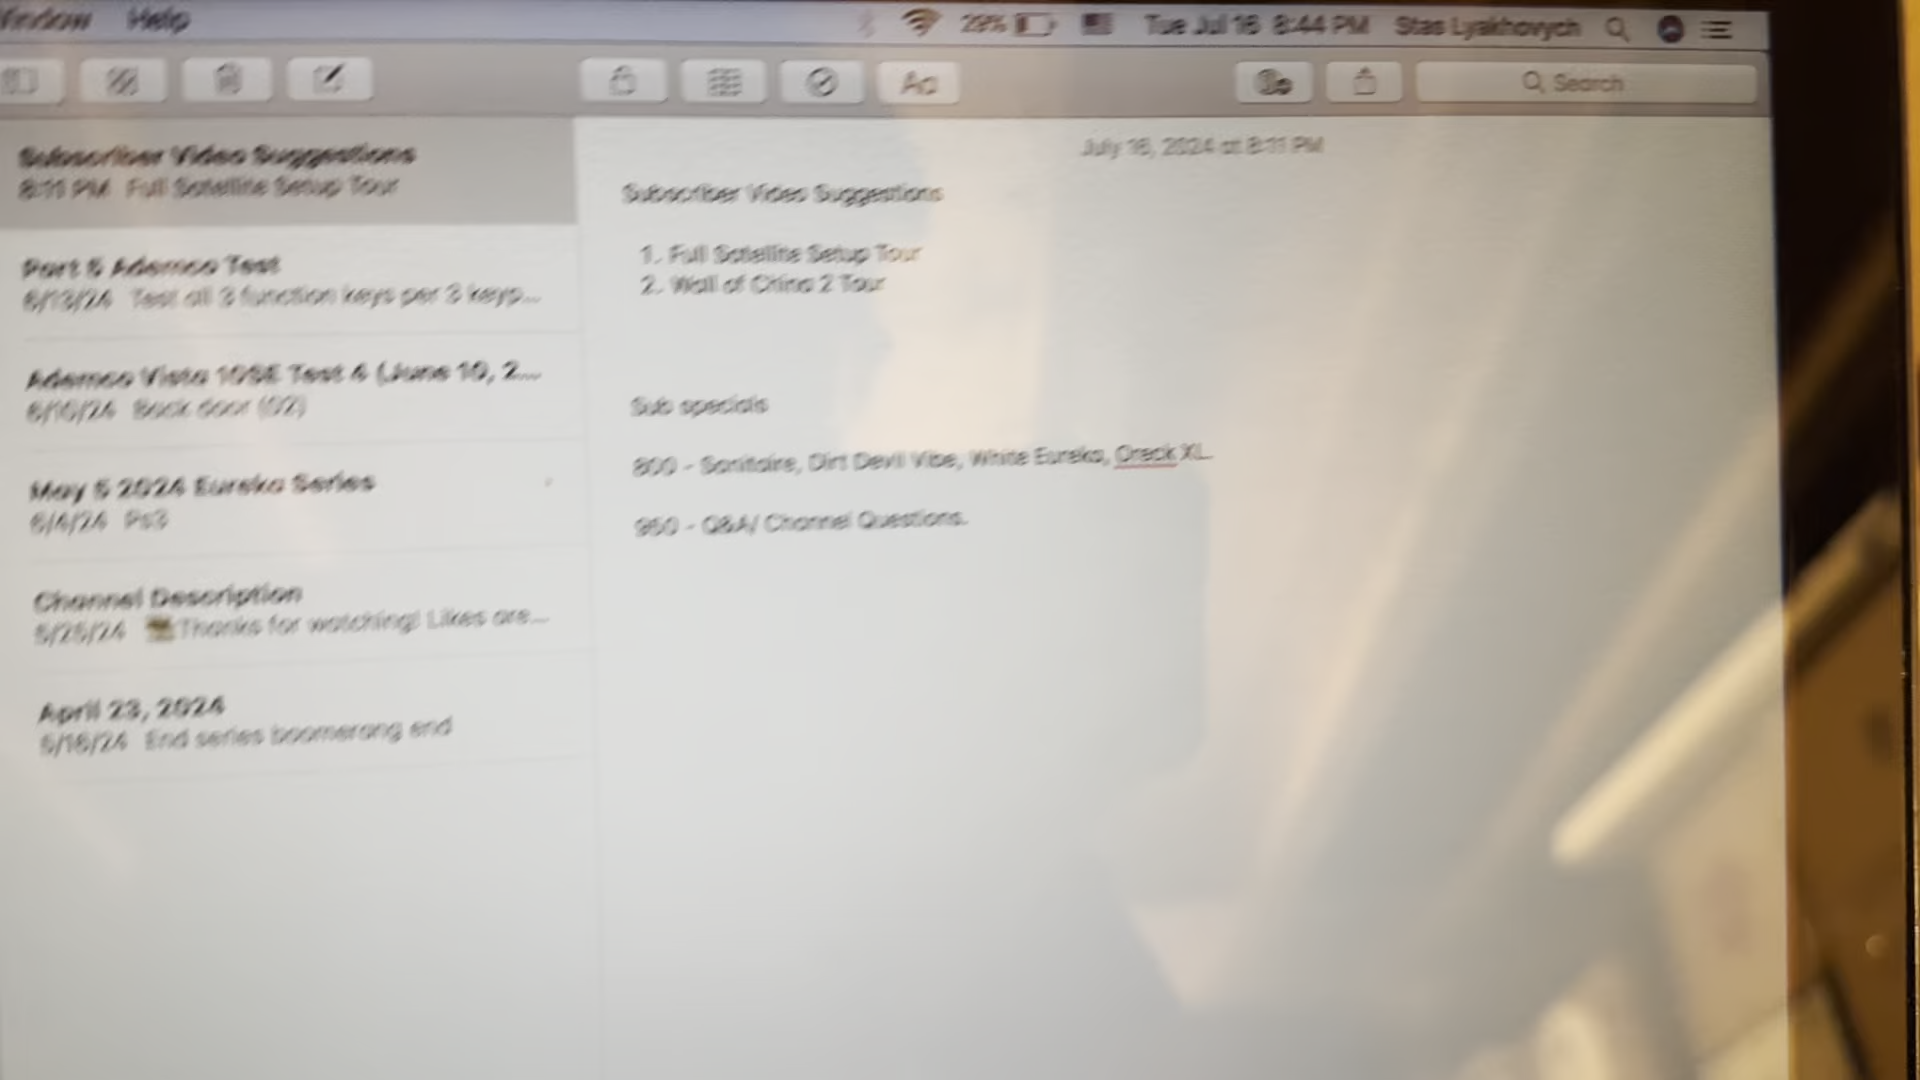 Window Help
28% Tue Jul 16 8:44 PM Stas Lyakhovych
Aa
Search
Subscriber Video Suggestions
8:11 PM Full Satellite Setup Tour
Part 5 Ademco Test
6/13/24 Test all 3 function keys per 3 keyp...
Ademco Vista 10SE Test 4 (June 10, 2...
6/10/24 Back door (02)
May 5 2024 Eureka Series
6/4/24 Ps3
Channel Description
5/25/24 Thanks for watching! Likes are...
April 23, 2024
5/16/24 End series boomerang end
July 16, 2024 at 8:11 PM
Subscriber Video Suggestions
1. Full Satellite Setup Tour
2. Wall of China 2 Tour
Sub specials
800 - Sanitaire, Dirt Devil Vibe, White Eureka, Oreck XL
950 - Q&A/ Channel Questions.